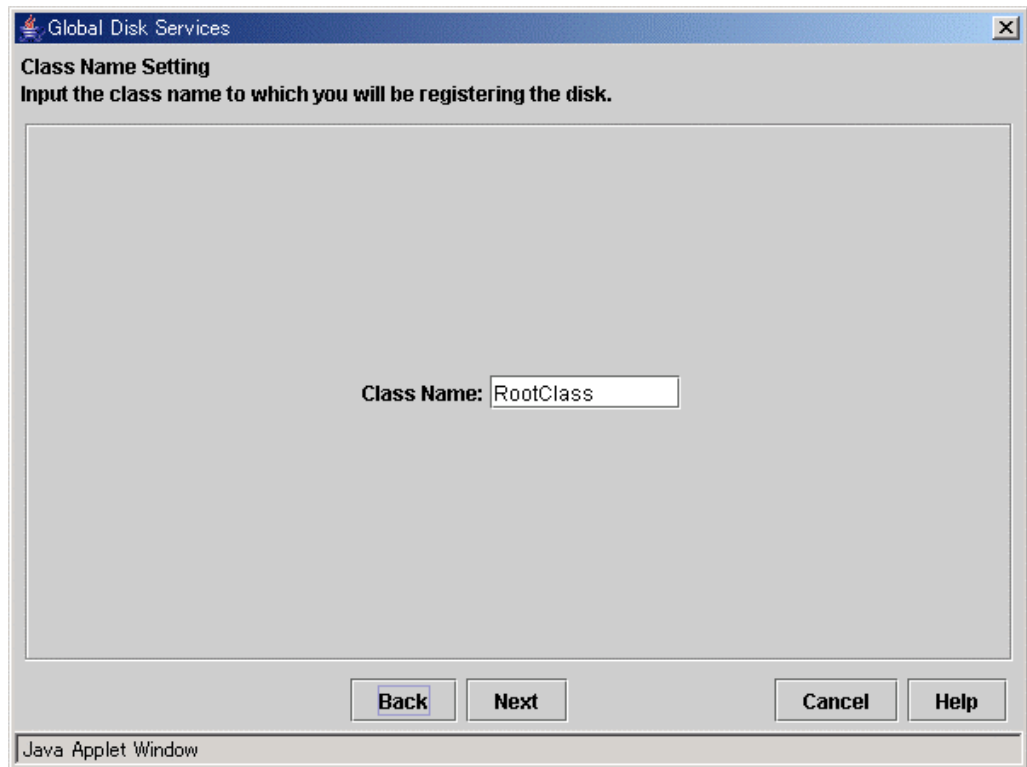 Global Disk Services
Class Name Setting
Input the class name to which you will be registering the disk.
Class Name: RootClass
Back Next Cancel Help
Java Applet Window